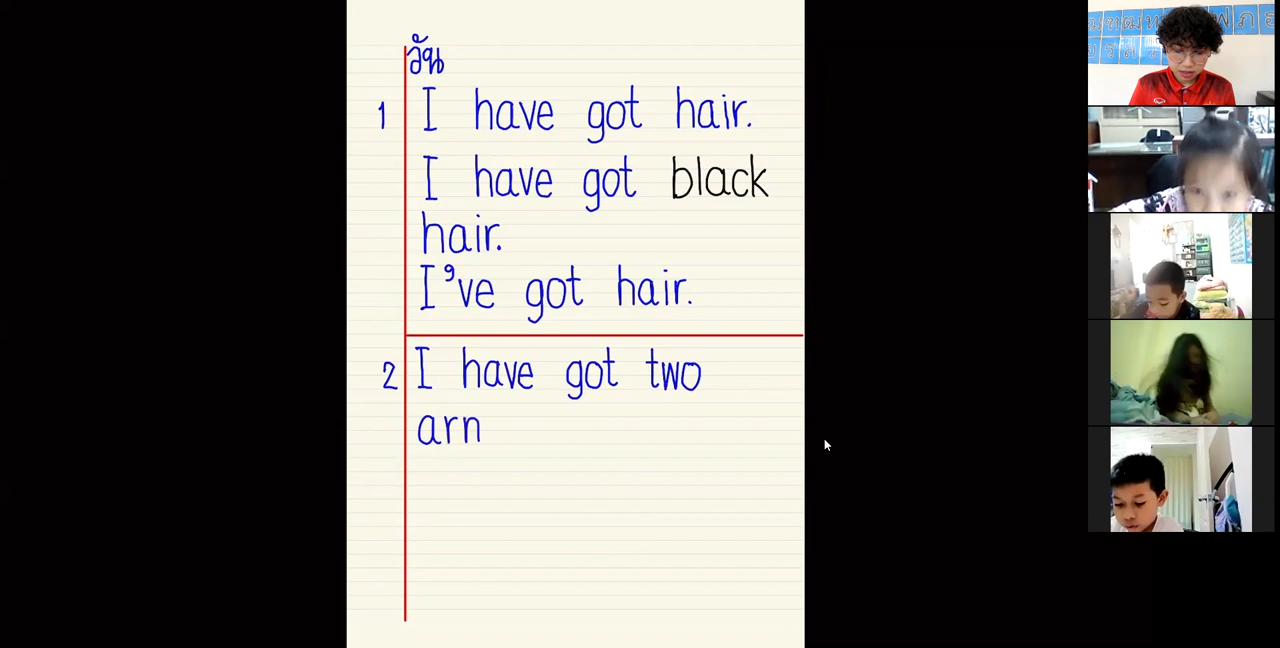 วัน
1 I have got hair.
I have got black
hair.
I've got hair.
2 I have got two
arn